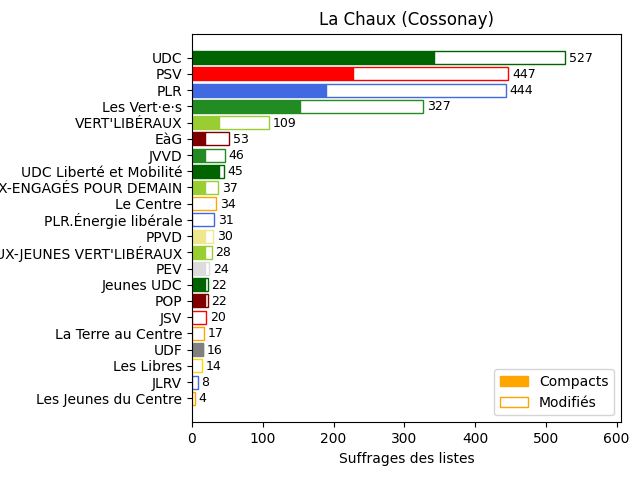 La Chaux (Cossonay)
UDC 527
PSV 447
PLR 444
Les Vert·e·s 327
VERT'LIBÉRAUX 109
EàG 53
JVVD 46
UDC Liberté et Mobilité 45
X-ENGAGÉS POUR DEMAIN 37
Le Centre 34
PLR.Énergie libérale 31
PPVD 30
UX-JEUNES VERT'LIBÉRAUX 28
PEV 24
Jeunes UDC 22
POP 22
JSV 20
La Terre au Centre 17
UDF 16
Les Libres 14
JLRV 8
Les Jeunes du Centre 4
Compacts
Modifiés
0 100 200 300 400 500 600
Suffrages des listes